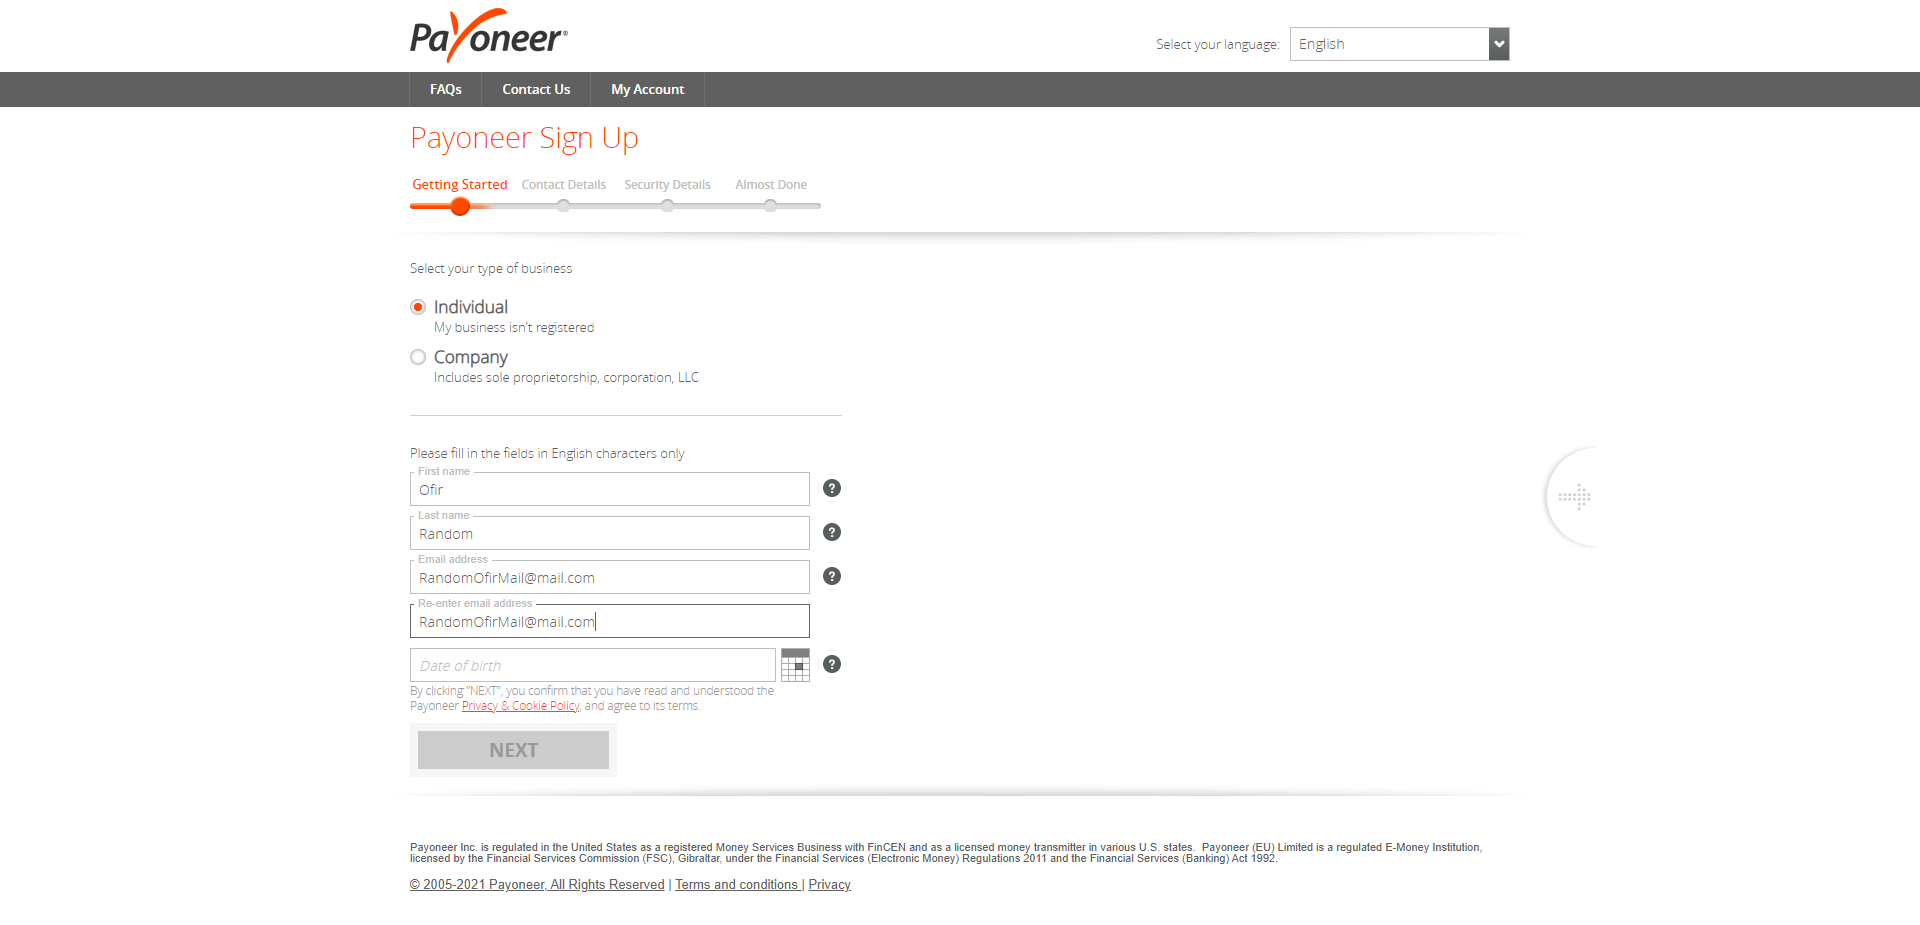 Payoneer®
Select your language: English
FAQs Contact Us My Account
Payoneer Sign Up
Getting Started Contact Details Security Details Almost Done
Select your type of business
Individual
My business isn't registered
Company
Includes sole proprietorship, corporation, LLC
Please fill in the fields in English characters only
First name
Ofir
?
Last name
Random
?
Email address
RandomOfirMail@mail.com
?
Re-enter email address
RandomOfirMail@mail.com
Date of birth
?
By clicking "NEXT", you confirm that you have read and understood the
Payoneer Privacy & Cookie Policy, and agree to its terms.
NEXT
Payoneer Inc. is regulated in the United States as a registered Money Services Business with FinCEN and as a licensed money transmitter in various U.S. states. Payoneer (EU) Limited is a regulated E-Money Institution,
licensed by the Financial Services Commission (FSC), Gibraltar, under the Financial Services (Electronic Money) Regulations 2011 and the Financial Services (Banking) Act 1992.
© 2005-2021 Payoneer, All Rights Reserved | Terms and conditions | Privacy